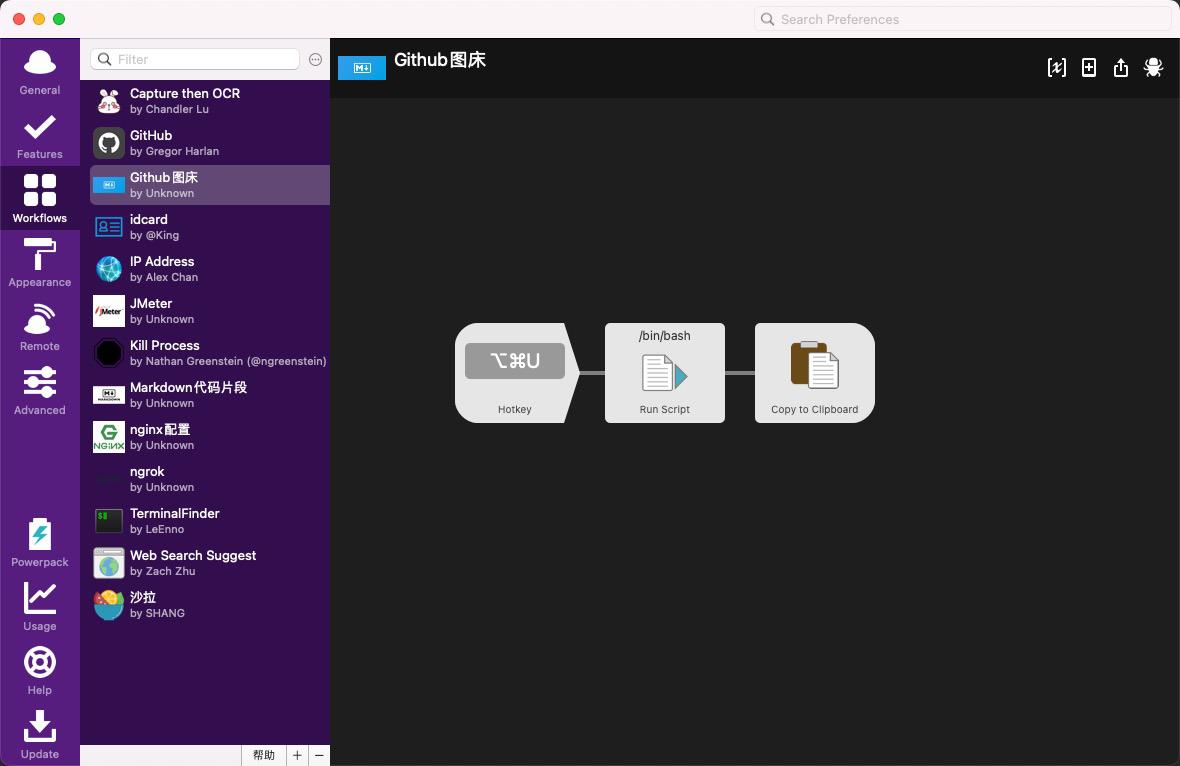 Search Preferences
General
Features
Workflows
Appearance
Remote
Advanced
Powerpack
Usage
Help
Update
Filter
Capture then OCR
by Chandler Lu
GitHub
by Gregor Harlan
Github图床
by Unknown
idcard
by @King
IP Address
by Alex Chan
JMeter
JMeter
by Unknown
Kill Process
by Nathan Greenstein (@ngreenstein)
Markdown代码片段
by Unknown
NGINX
nginx配置
by Unknown
ngrok
by Unknown
$
TerminalFinder
by LeEnno
Web Search Suggest
by Zach Zhu
沙拉
by SHANG
帮助
+
−
M↓
Github图床
[x]
⌥⌘U
Hotkey
/bin/bash
Run Script
Copy to Clipboard